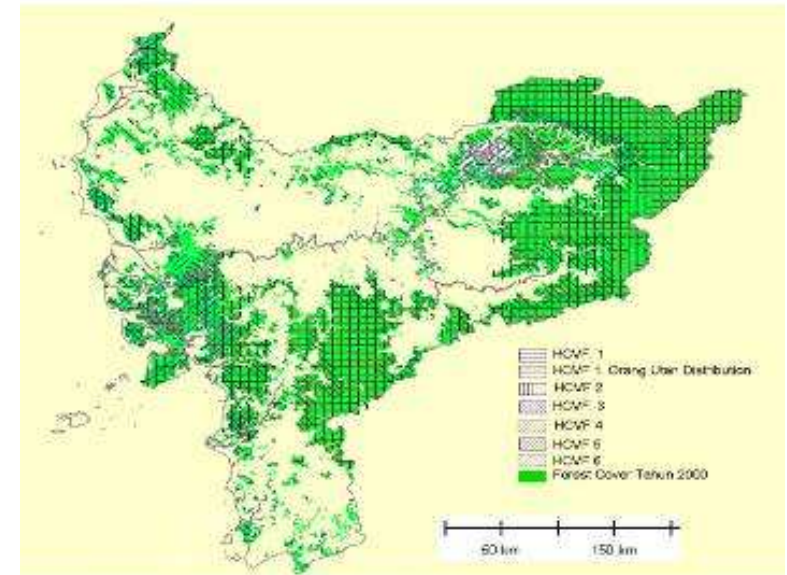 HCVF 1
HCVF 1 Orang Utan Distribution
HCVF 2
HCVF 3
HCVF 4
HCVF 5
HCVF 6
Forest Cover Tahun 2000
50 km
150 km